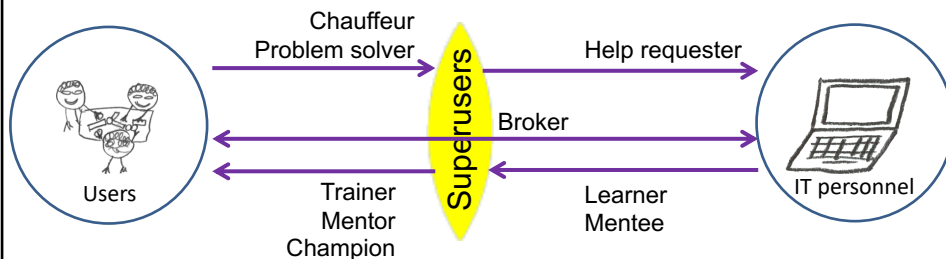 Chauffeur
Problem solver
Help requester
Superusers
Broker
Users
IT personnel
Trainer
Mentor
Champion
Learner
Mentee